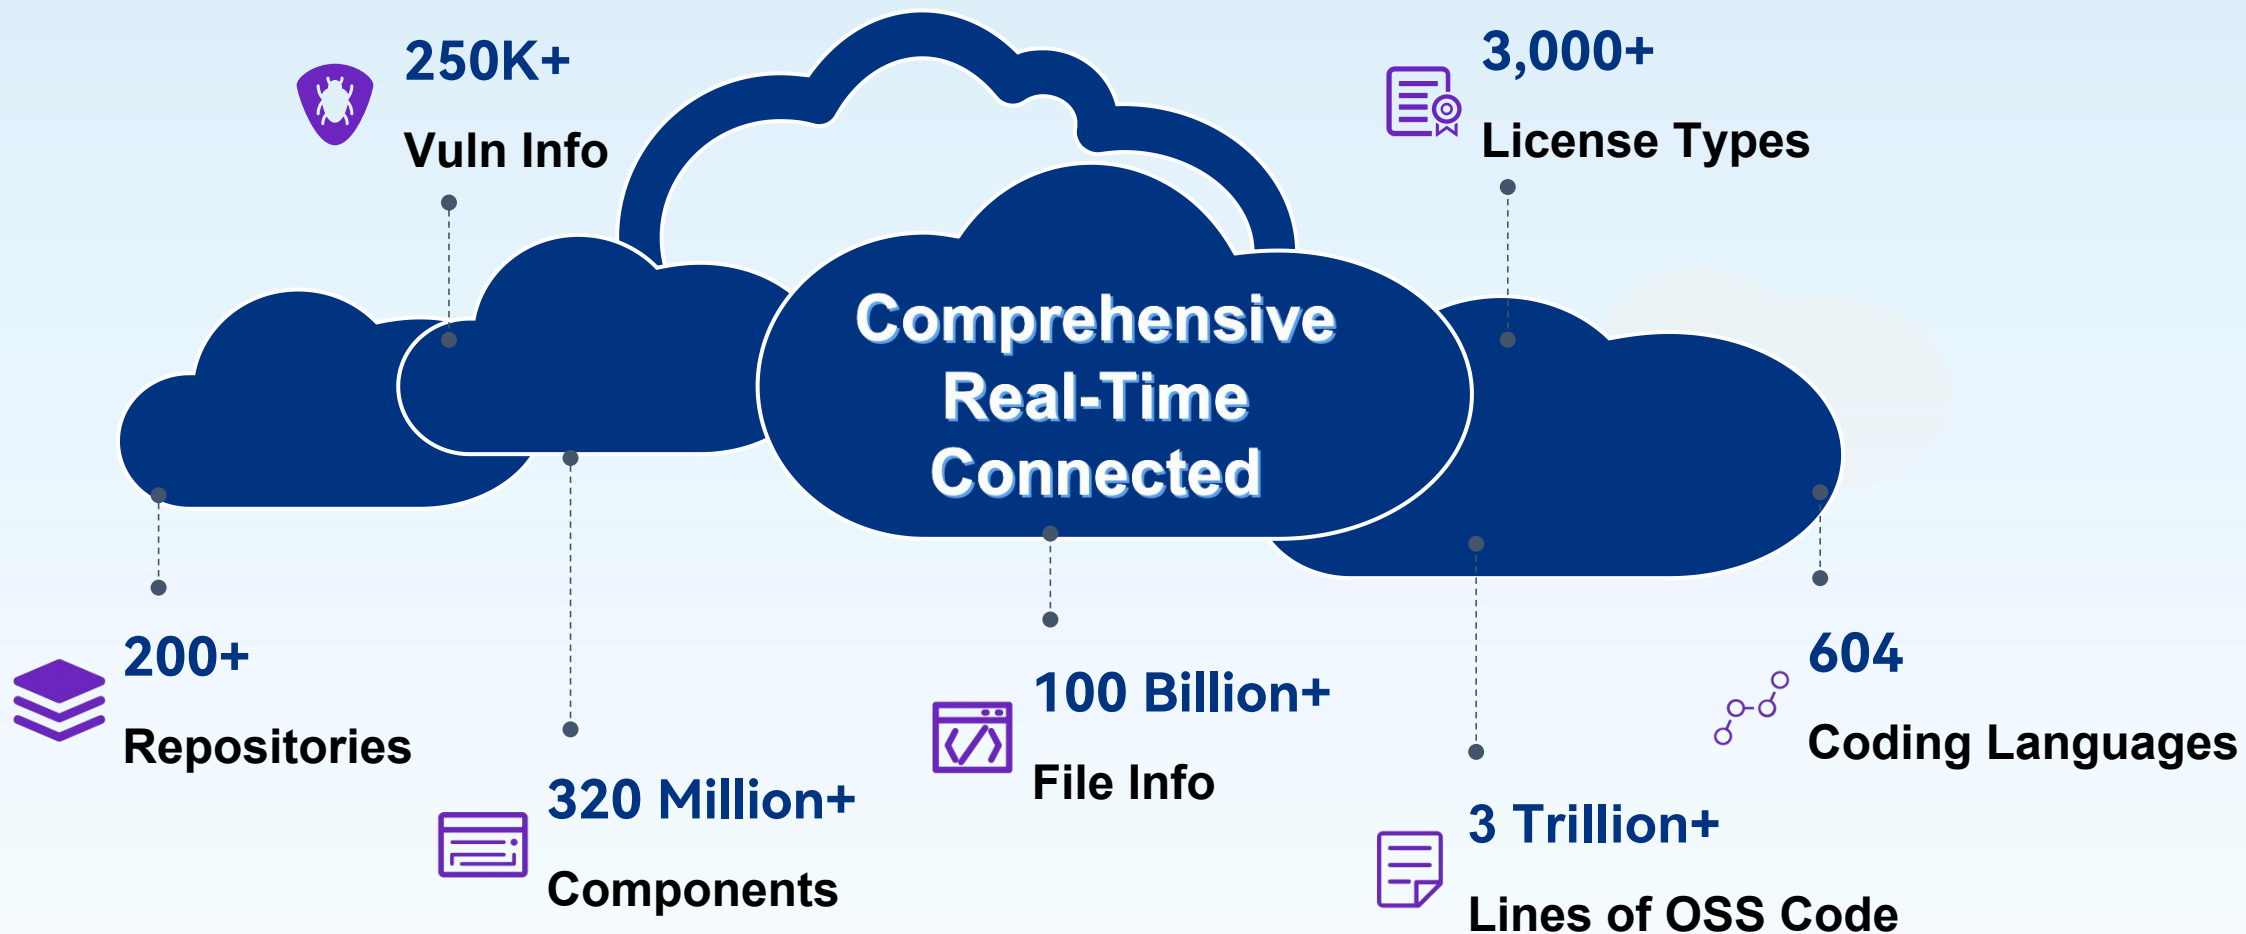 250K+
Vuln Info
3,000+
License Types
Comprehensive
Real-Time
Connected
200+
Repositories
320 Million+
Components
100 Billion+
File Info
3 Trillion+
Lines of OSS Code
604
Coding Languages